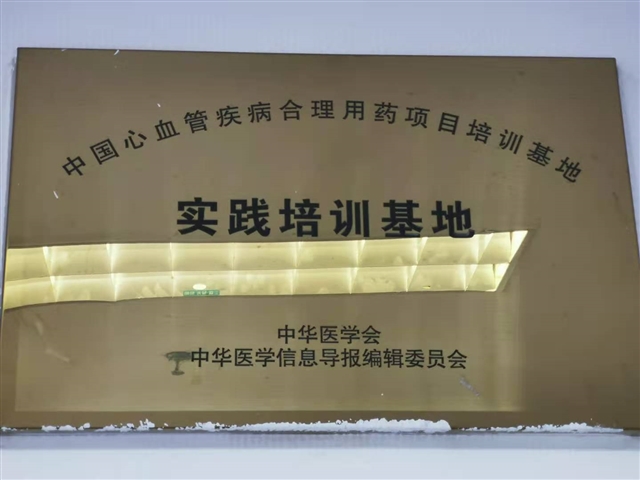 中国心血管疾病合理用药项目培训基地
实践培训基地
中华医学会
中华医学信息导报编辑委员会